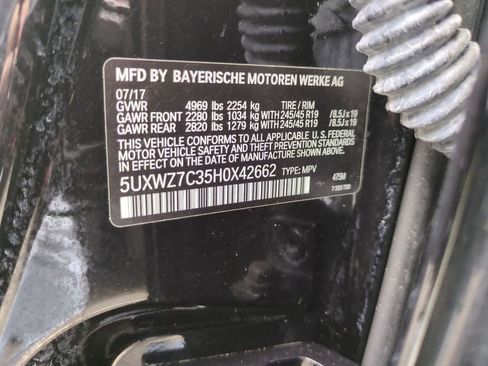 MFD BY BAYERISCHE MOTOREN WERKE AG
07/17
GVWR 4969 lbs 2254 kg TIRE / RIM
GAWR FRONT 2280 lbs 1034 kg WITH 245/45 R19 /8.5J x 19
GAWR REAR 2820 lbs 1279 kg WITH 245/45 R19 /8.5J x 19
THIS VEHICLE CONFORMS TO ALL APPLICABLE U.S. FEDERAL
MOTOR VEHICLE SAFETY AND THEFT PREVENTION STANDARDS
IN EFFECT ON THE DATE OF MANUFACTURE SHOWN ABOVE.
5UXWZ7C35H0X42662 TYPE: MPV
475M